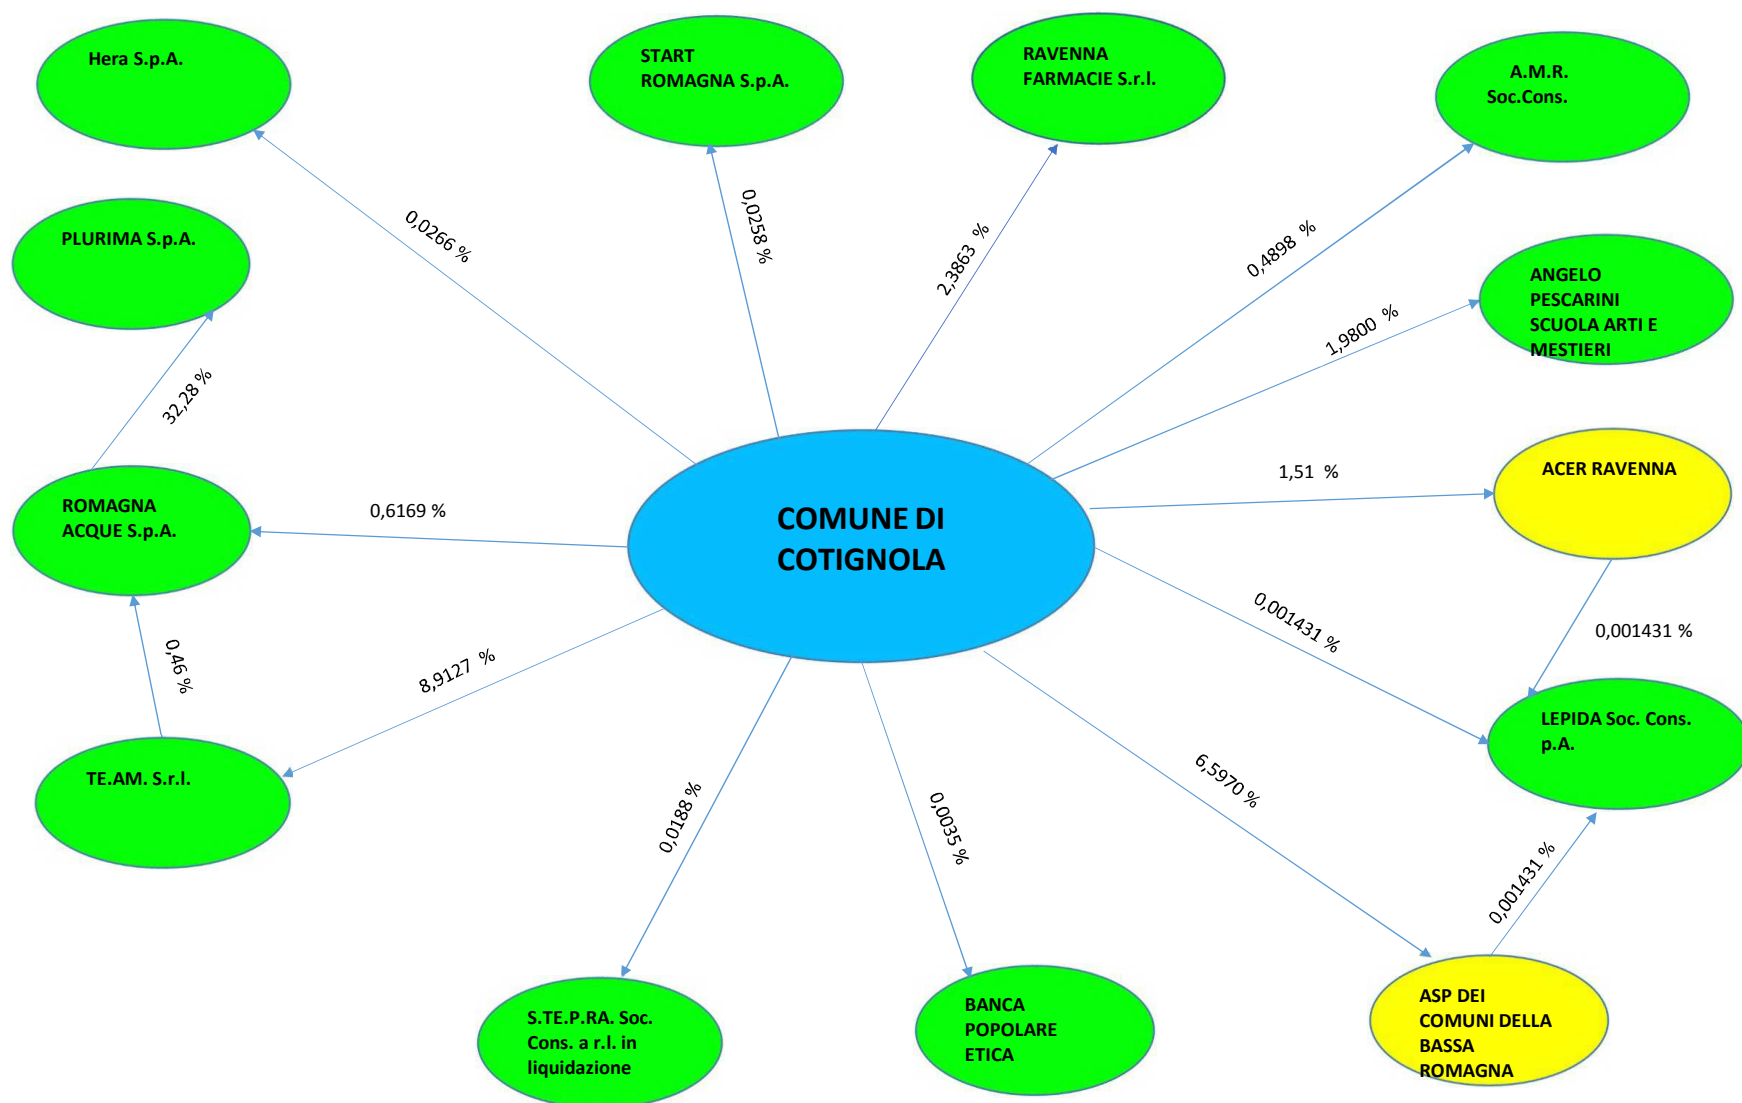 Hera S.p.A.
START
ROMAGNA S.p.A.
RAVENNA
FARMACIE S.r.l.
A.M.R.
Soc.Cons.
0,0266 %
0,0258 %
2,3863 %
0,4898 %
PLURIMA S.p.A.
ANGELO
PESCARINI
SCUOLA ARTI E
MESTIERI
1,9800 %
32,28 %
ROMAGNA
ACQUE S.p.A.
0,6169 %
COMUNE DI
COTIGNOLA
1,51 %
ACER RAVENNA
0,46 %
8,9127 %
0,001431 %
0,001431 %
TE.AM. S.r.l.
LEPIDA Soc. Cons.
p.A.
0,0188 %
0,0035 %
6,5970 %
0,001431 %
S.TE.P.RA. Soc.
Cons. a r.l. in
liquidazione
BANCA
POPOLARE
ETICA
ASP DEI
COMUNI DELLA
BASSA
ROMAGNA